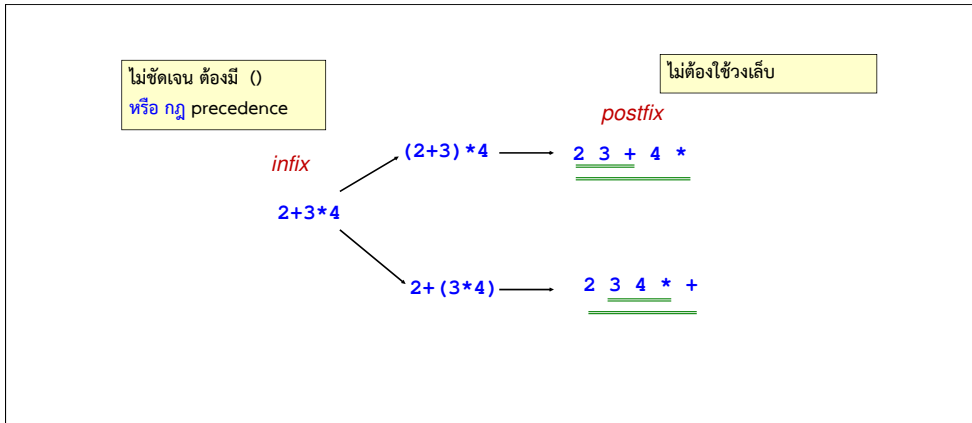 ไม่ชัดเจน ต้องมี ()
หรือ กฎ precedence
ไม่ต้องใช้วงเล็บ
infix
postfix
2+3*4
(2+3)*4
2 3 + 4 *
2+(3*4)
2 3 4 * +